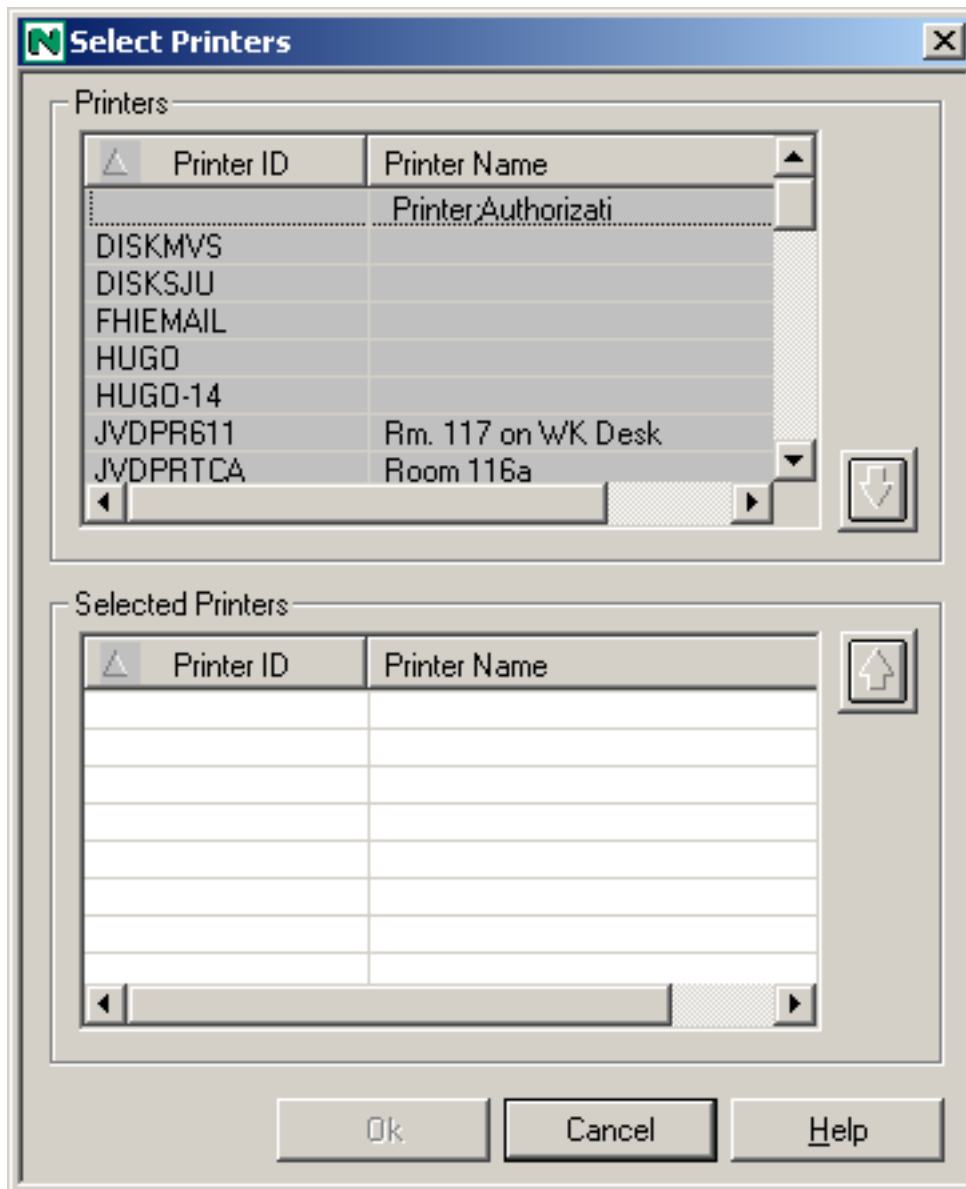 Select Printers
Printers
Printer ID Printer Name
Printer;Authorizati
DISKMVS
DISKSJU
FHIEMAIL
HUGO
HUGO-14
JVDPR611 Rm. 117 on WK Desk
JVDPRTCA Room 116a
Selected Printers
Printer ID Printer Name
Ok Cancel Help